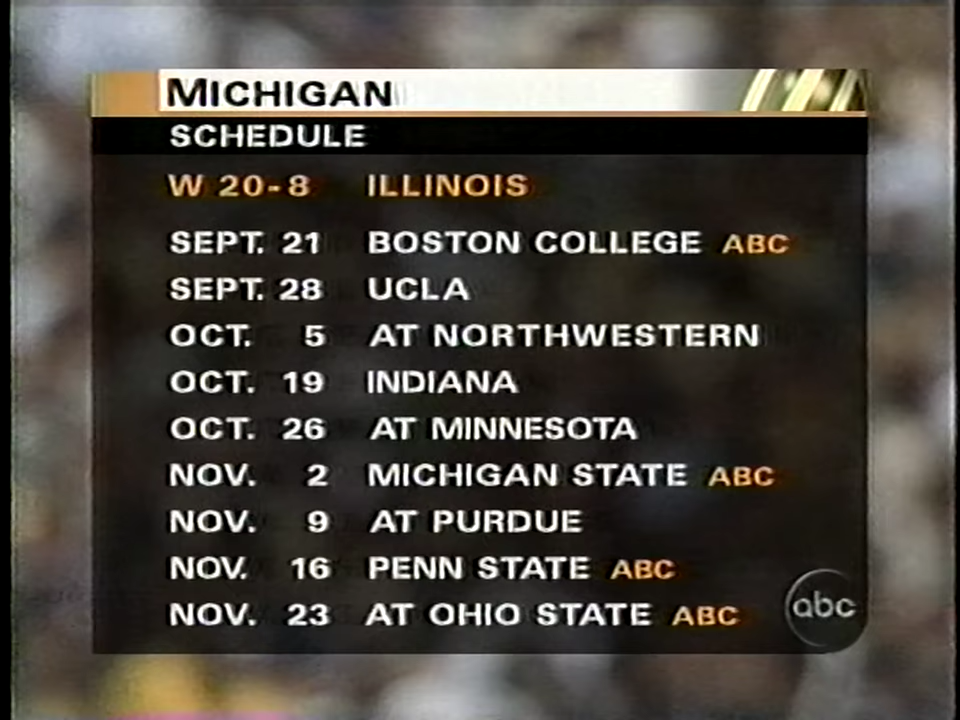 MICHIGAN
SCHEDULE
W 20-8 ILLINOIS
SEPT. 21 BOSTON COLLEGE ABC
SEPT. 28 UCLA
OCT. 5 AT NORTHWESTERN
OCT. 19 INDIANA
OCT. 26 AT MINNESOTA
NOV. 2 MICHIGAN STATE ABC
NOV. 9 AT PURDUE
NOV. 16 PENN STATE ABC
NOV. 23 AT OHIO STATE ABC
abc